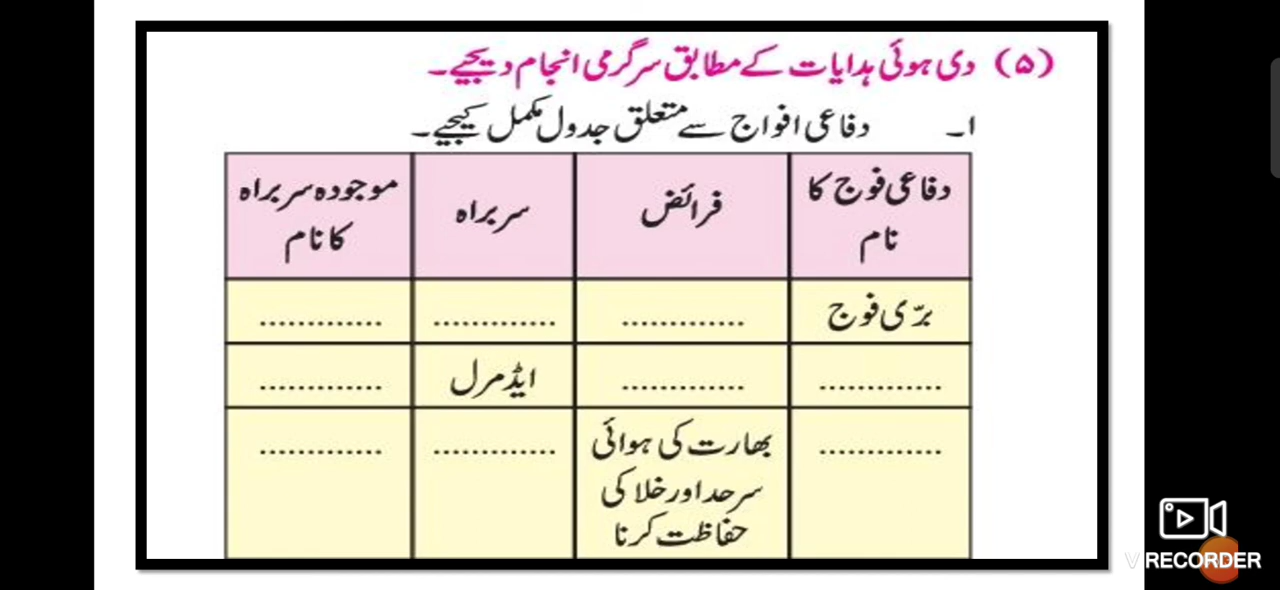 (۵) دی ہوئی ہدایات کے مطابق سرگرمی انجام دیجیے۔
۱۔ دفاعی افواج سے متعلق جدول مکمل کیجیے۔
دفاعی فوج کا نام
فرائض
سربراہ
موجودہ سربراہ کا نام
برّی فوج ............. ............. .............
............. ............. ایڈمرل .............
............. بھارت کی ہوائی ............. .............
سرحد اور خلا کی
حفاظت کرنا
VRECORDER